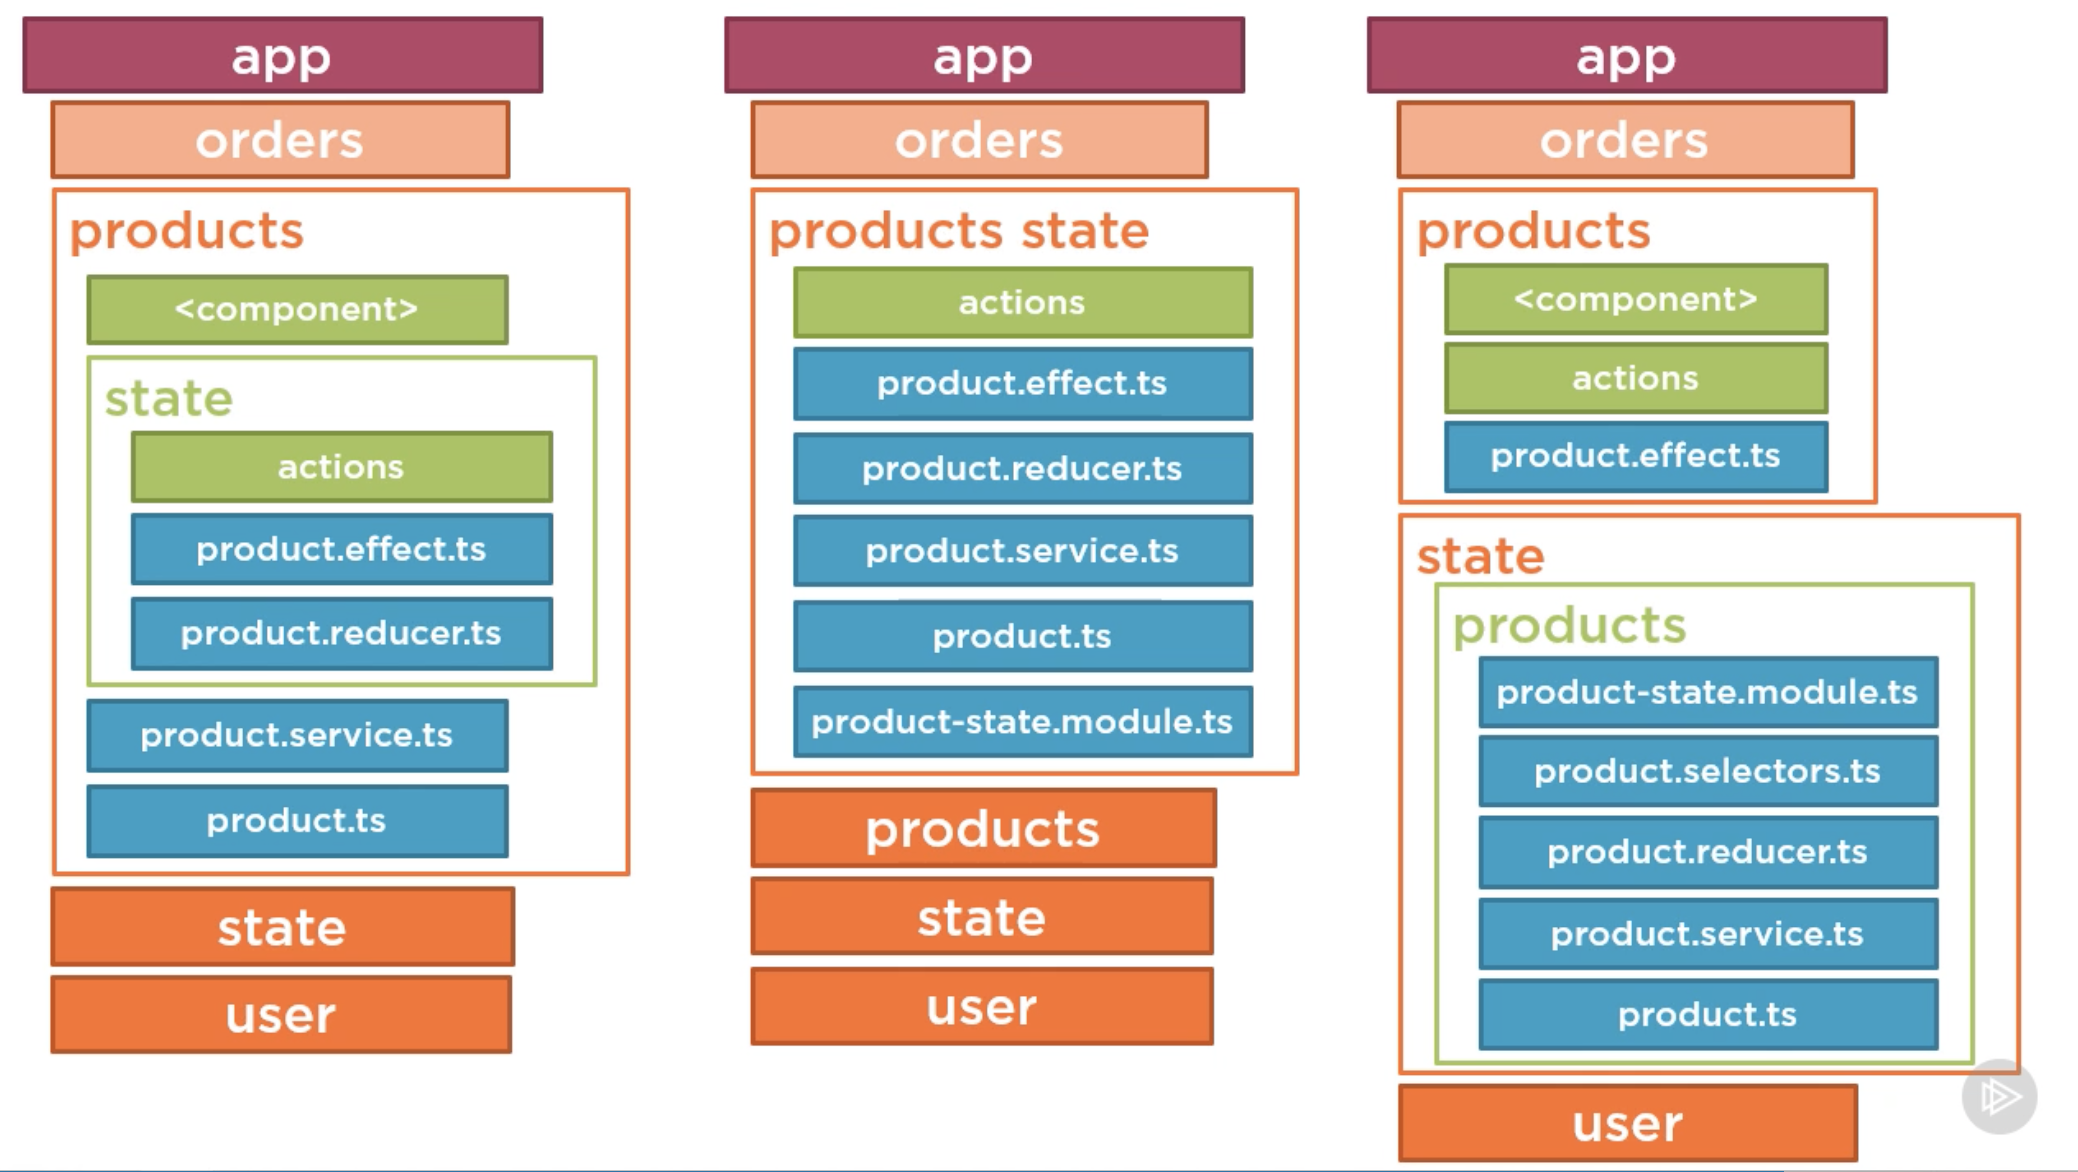 app
orders
products
<component>
state
actions
product.effect.ts
product.reducer.ts
product.service.ts
product.ts
state
user
app
orders
products state
actions
product.effect.ts
product.reducer.ts
product.service.ts
product.ts
product-state.module.ts
products
state
user
app
orders
products
<component>
actions
product.effect.ts
state
products
product-state.module.ts
product.selectors.ts
product.reducer.ts
product.service.ts
product.ts
user